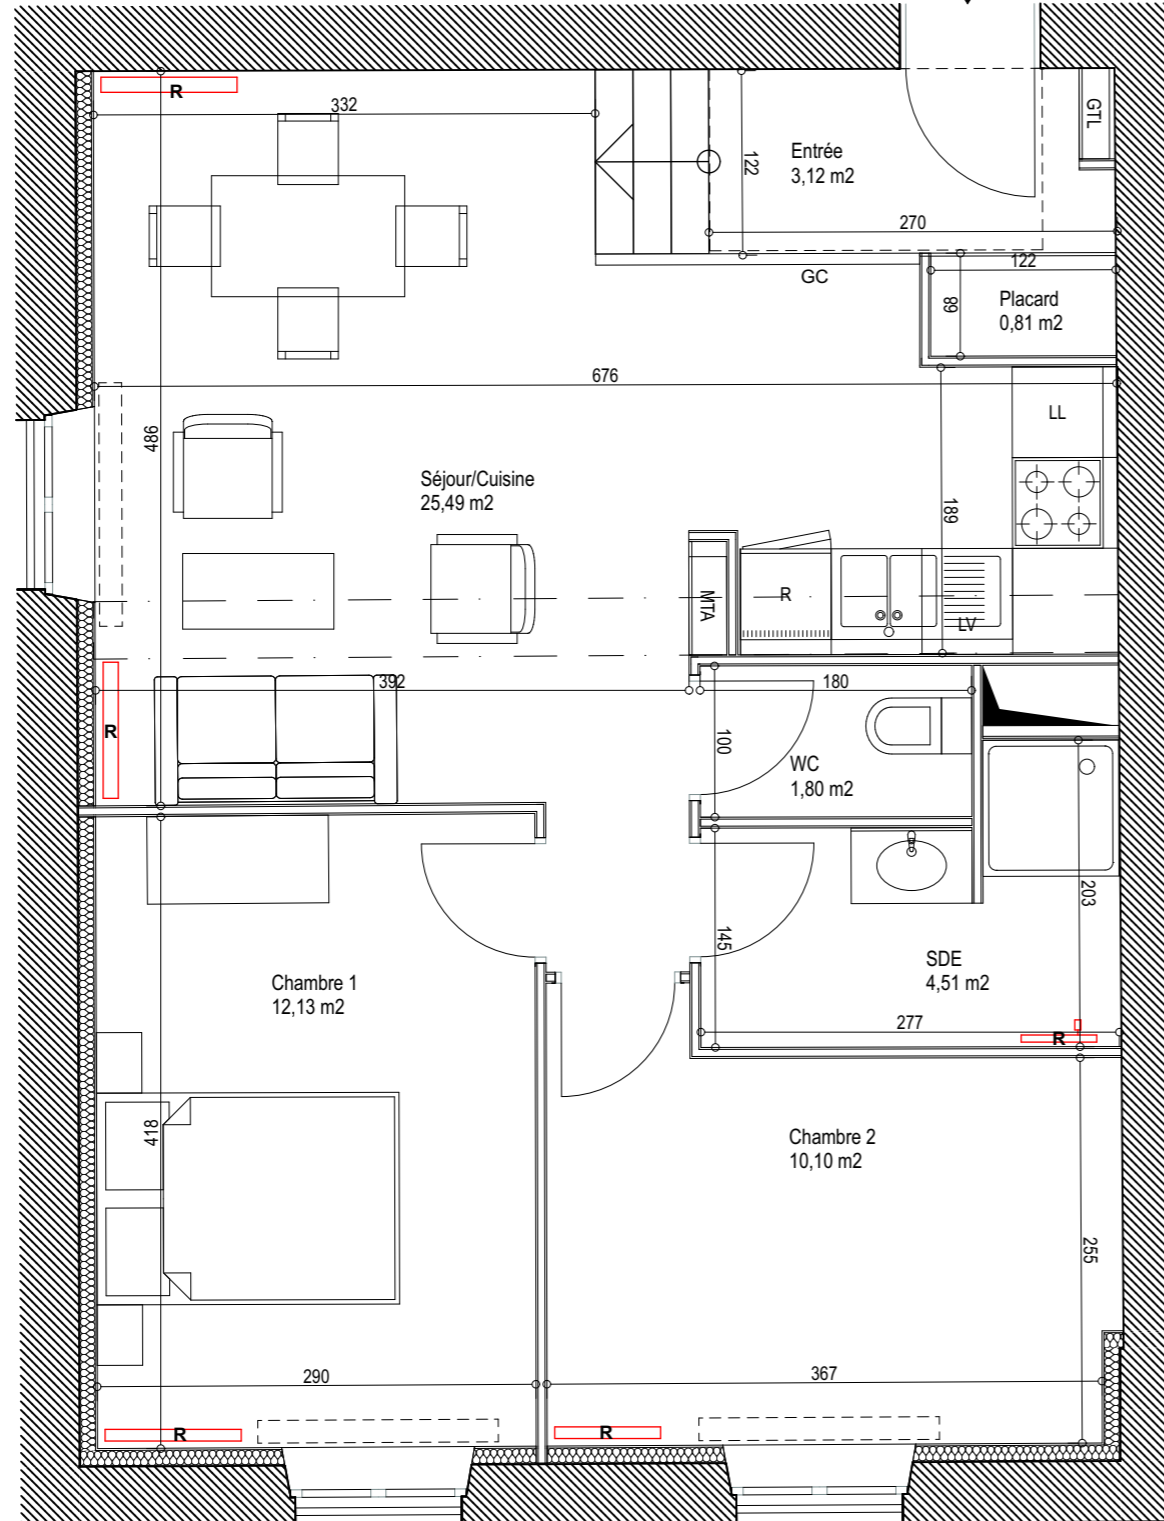 R
332
122
Entrée
3,12 m2
GTL
270
GC
122
89
Placard
0,81 m2
676
486
LL
Séjour/Cuisine
25,49 m2
189
MTA
R
LV
R
392
180
100
WC
1,80 m2
203
145
SDE
4,51 m2
Chambre 1
12,13 m2
277
R
418
Chambre 2
10,10 m2
255
290
367
R
R